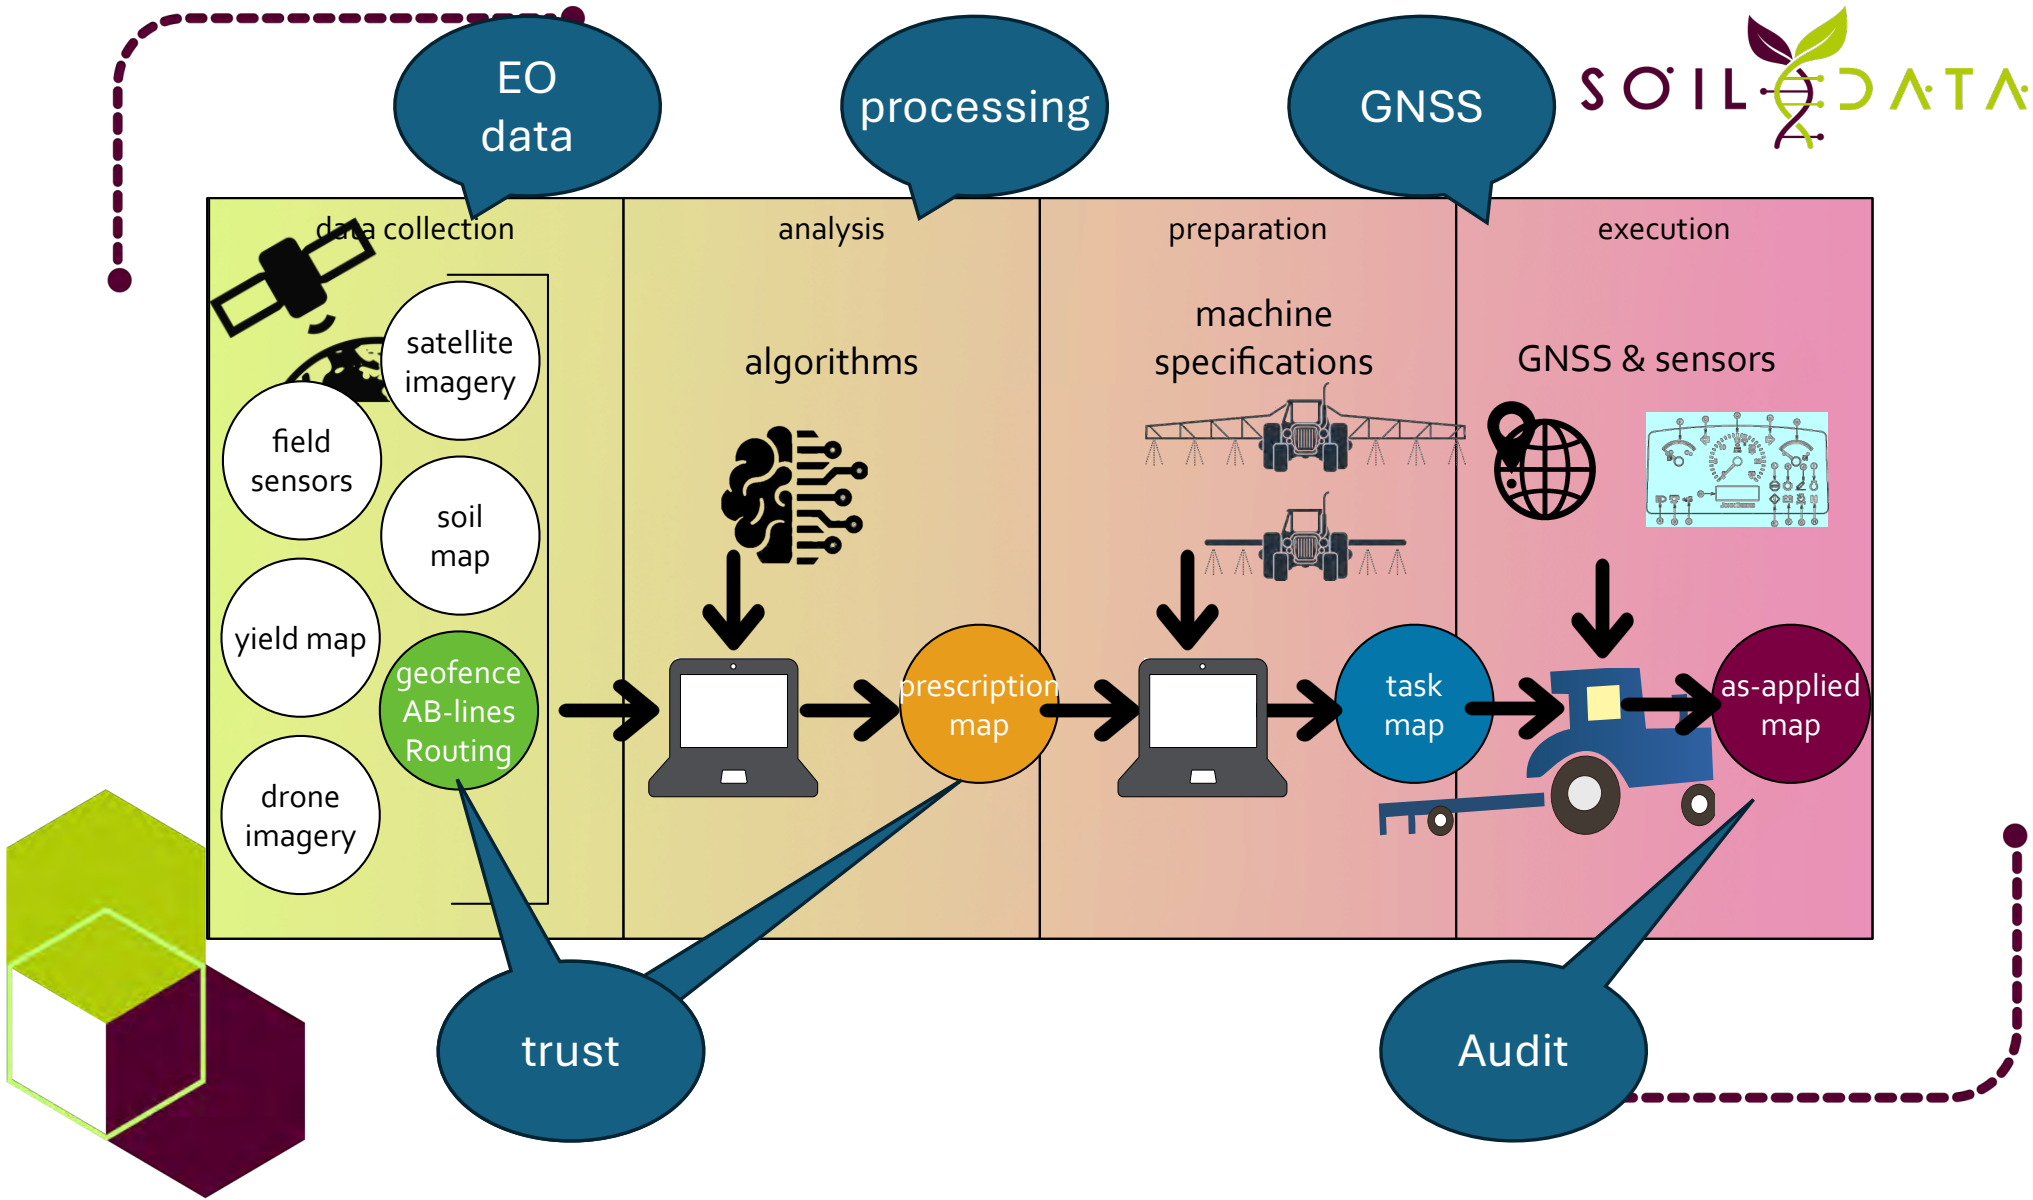 EO
data
processing
GNSS
SOIL DATA
data collection
analysis
preparation
execution
satellite
imagery
field
sensors
soil
map
yield map
geofence
AB-lines
Routing
drone
imagery
algorithms
prescription
map
machine
specifications
task
map
GNSS & sensors
as-applied
map
trust
Audit